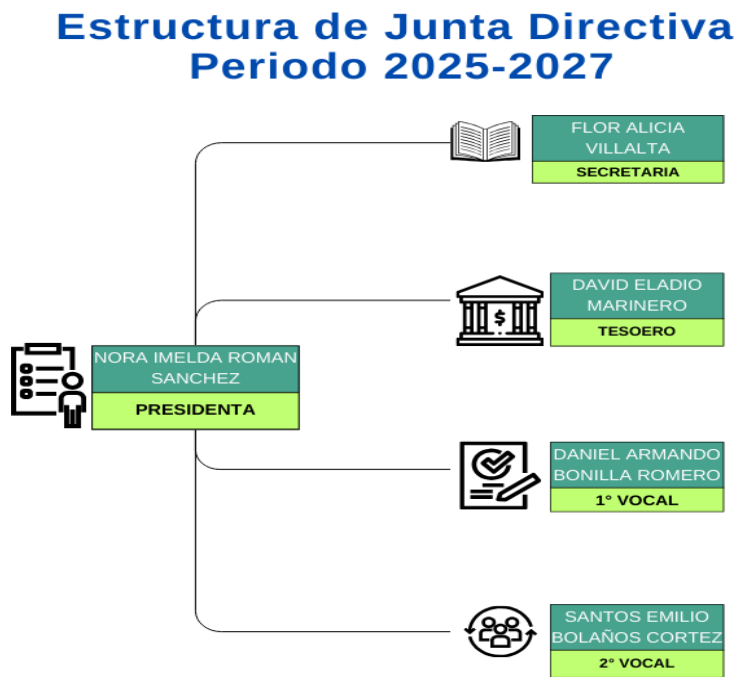 Estructura de Junta Directiva
Periodo 2025-2027
FLOR ALICIA
VILLALTA
SECRETARIA
DAVID ELADIO
MARINERO
TESOERO
NORA IMELDA ROMAN
SANCHEZ
PRESIDENTA
DANIEL ARMANDO
BONILLA ROMERO
1° VOCAL
SANTOS EMILIO
BOLAÑOS CORTEZ
2° VOCAL
$